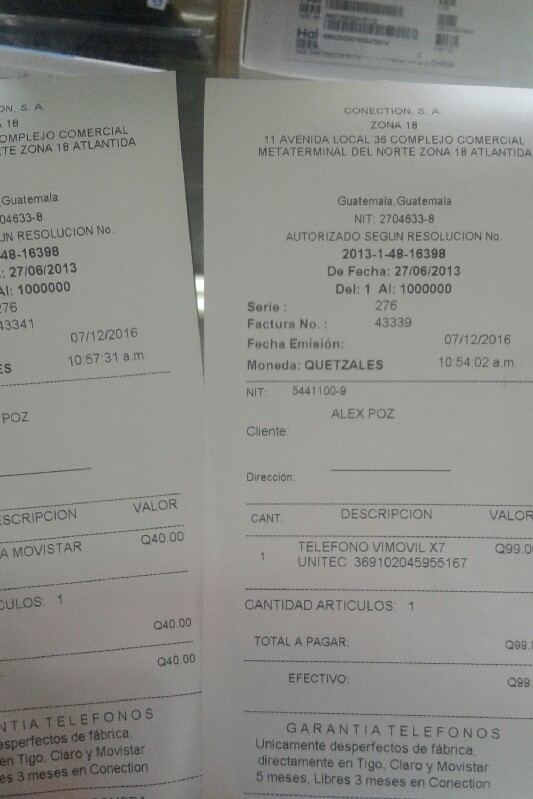 Hai
ON, S. A.
A 18
OMPLEJO COMERCIAL
TE ZONA 18 ATLANTIDA
Guatemala
704633-8
UN RESOLUCION No.
-48-16398
: 27/06/2013
Al: 1000000
276
43341
07/12/2016
ES 10:57:31 a.m.
POZ
ESCRIPCION VALOR
A MOVISTAR Q40.00
CULOS: 1
Q40.00
Q40.00
NTIA TELEFONOS
esperfectos de fábrica,
en Tigo, Claro y Movistar
es 3 meses en Conection
CONECTION, S. A.
ZONA 18
11 AVENIDA LOCAL 36 COMPLEJO COMERCIAL
METATERMINAL DEL NORTE ZONA 18 ATLANTIDA
Guatemala,Guatemala
NIT: 2704633-8
AUTORIZADO SEGUN RESOLUCION No.
2013-1-48-16398
De Fecha: 27/06/2013
Del: 1 Al: 1000000
Serie : 276
Factura No. : 43339
Fecha Emisión: 07/12/2016
Moneda: QUETZALES 10:54:02 a.m.
NIT: 5441100-9
ALEX POZ
Cliente:
Dirección:
CANT. DESCRIPCION VALOR
1 TELEFONO VIMOVIL X7 Q99.0
UNITEC 369102045955167
CANTIDAD ARTICULOS: 1
TOTAL A PAGAR: Q99.
EFECTIVO: Q99
GARANTIA TELEFONOS
Unicamente desperfectos de fábrica,
directamente en Tigo, Claro y Movistar
5 meses, Libres 3 meses en Conection